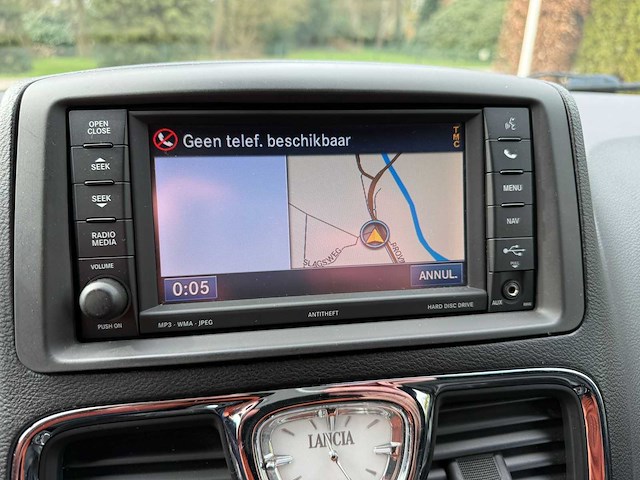 OPEN
CLOSE
SEEK
SEEK
RADIO
MEDIA
VOLUME
PUSH ON
Geen telef. beschikbaar
TMC
SLAGSWEG
PROV
0:05
ANNUL.
MENU
NAV
AUX
MP3 - WMA - JPEG
ANTITHEFT
HARD DISC DRIVE
LANCIA